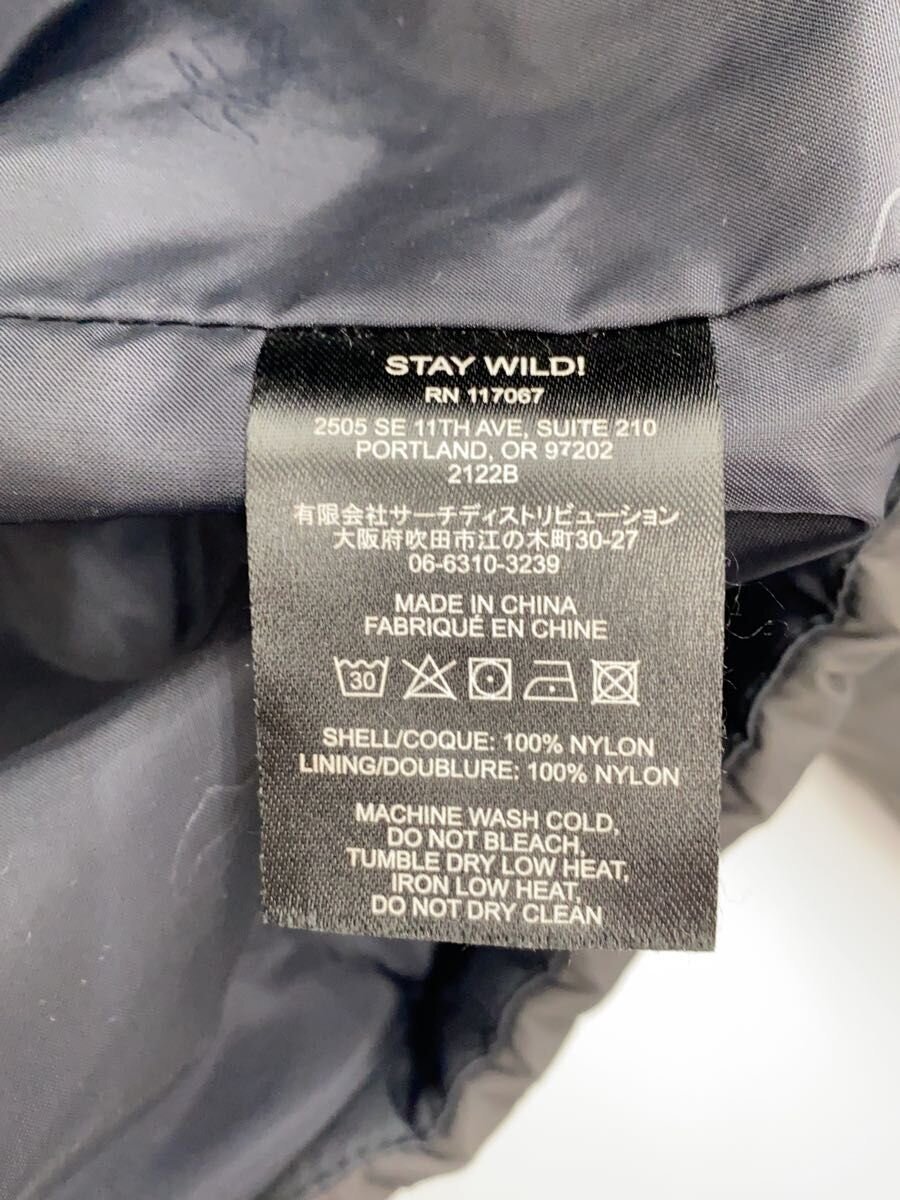 STAY WILD!
RN 117067
2505 SE 11TH AVE, SUITE 210
PORTLAND, OR 97202
2122B
有限会社サーチディストリビューション
大阪府吹田市江の木町30-27
06-6310-3239
MADE IN CHINA
FABRIQUÉ EN CHINE
30
SHELL/COQUE: 100% NYLON
LINING/DOUBLURE: 100% NYLON
MACHINE WASH COLD,
DO NOT BLEACH,
TUMBLE DRY LOW HEAT,
IRON LOW HEAT,
DO NOT DRY CLEAN